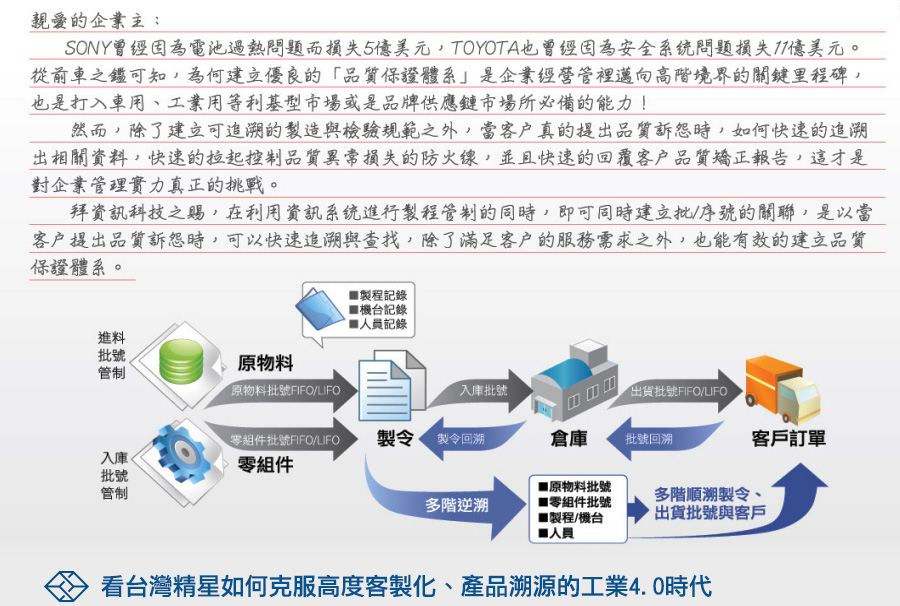 親愛的企業主：
SONY曾經因為電池過熱問題而損失5億美元，TOYOTA也曾經因為安全系統問題損失11億美元。
從前車之鑑可知，為何建立優良的「品質保證體系」是企業經營管裡邁向高階境界的關鍵里程碑，
也是打入車用、工業用等利基型市場或是品牌供應鏈市場所必備的能力！
然而，除了建立可追溯的製造與檢驗規範之外，當客戶真的提出品質訴怨時，如何快速的追溯
出相關資料，快速的拉起控制品質異常損失的防火線，並且快速的回覆客戶品質矯正報告，這才是
對企業管理實力真正的挑戰。
拜資訊科技之賜，在利用資訊系統進行製程管制的同時，即可同時建立批/序號的關聯，是以當
客戶提出品質訴怨時，可以快速追溯與查找，除了滿足客戶的服務需求之外，也能有效的建立品質
保證體系。
■製程記錄
■機台記錄
■人員記錄
進料
批號
管制
原物料
原物料批號FIFO/LIFO
入庫批號
出貨批號FIFO/LIFO
零組件批號FIFO/LIFO
製令
製令回溯
倉庫
批號回溯
客戶訂單
入庫
批號
管制
零組件
多階逆溯
■原物料批號
■零組件批號
■製程/機台
■人員
多階順溯製令、
出貨批號與客戶
看台灣精星如何克服高度客製化、產品溯源的工業4.0時代